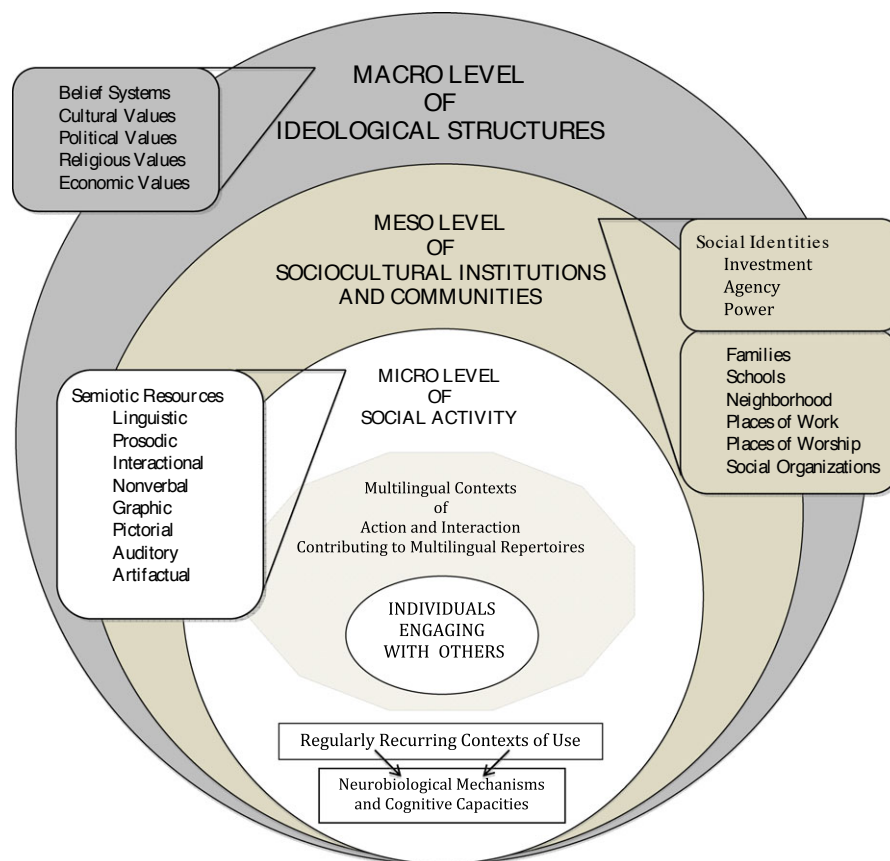 MACRO LEVEL
OF
IDEOLOGICAL STRUCTURES
Belief Systems
Cultural Values
Political Values
Religious Values
Economic Values
MESO LEVEL
OF
SOCIOCULTURAL INSTITUTIONS
AND COMMUNITIES
Social Identities
Investment
Agency
Power
Families
Schools
Neighborhood
Places of Work
Places of Worship
Social Organizations
MICRO LEVEL
OF
SOCIAL ACTIVITY
Semiotic Resources
Linguistic
Prosodic
Interactional
Nonverbal
Graphic
Pictorial
Auditory
Artifactual
Multilingual Contexts
of
Action and Interaction
Contributing to Multilingual Repertoires
INDIVIDUALS
ENGAGING
WITH OTHERS
Regularly Recurring Contexts of Use
Neurobiological Mechanisms
and Cognitive Capacities